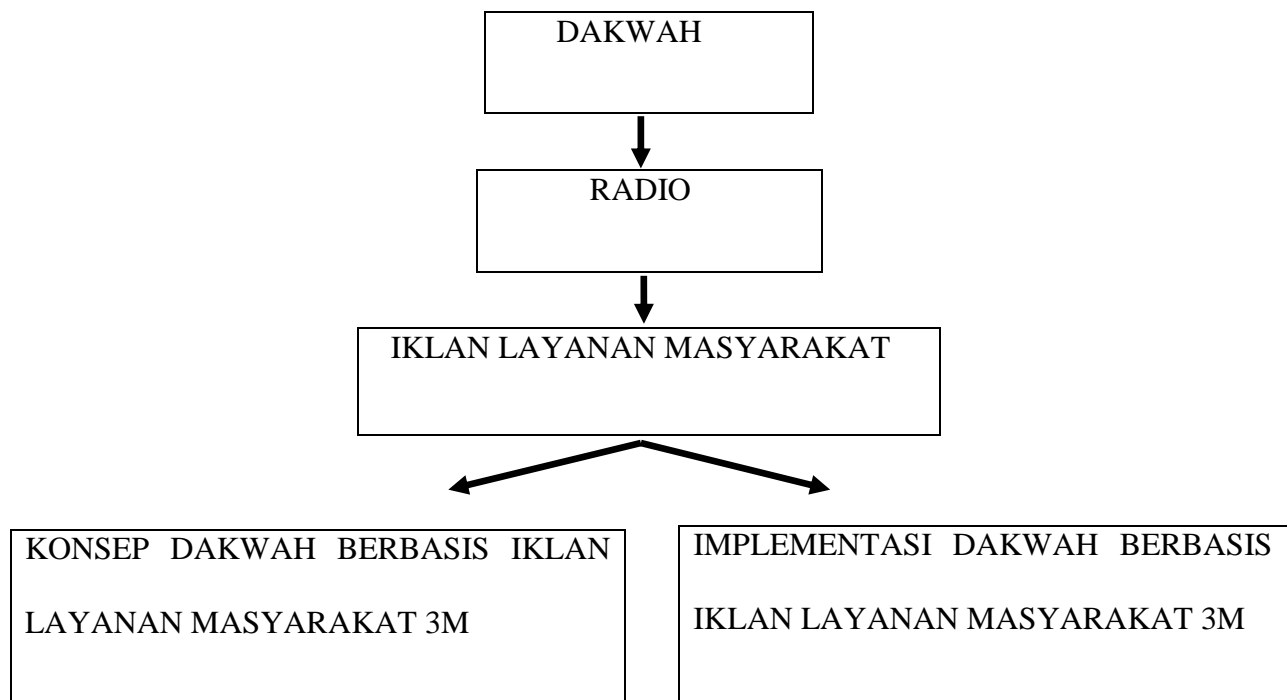 DAKWAH
RADIO
IKLAN LAYANAN MASYARAKAT
KONSEP DAKWAH BERBASIS IKLAN
LAYANAN MASYARAKAT 3M
IMPLEMENTASI DAKWAH BERBASIS
IKLAN LAYANAN MASYARAKAT 3M